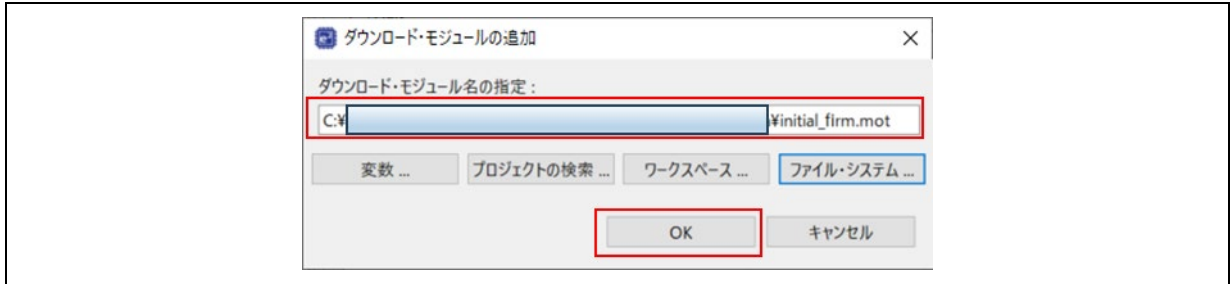 ダウンロード・モジュールの追加
ダウンロード・モジュール名の指定 :
C:¥ ¥initial_firm.mot
変数 ... プロジェクトの検索 ... ワークスペース ... ファイル・システム ...
OK キャンセル